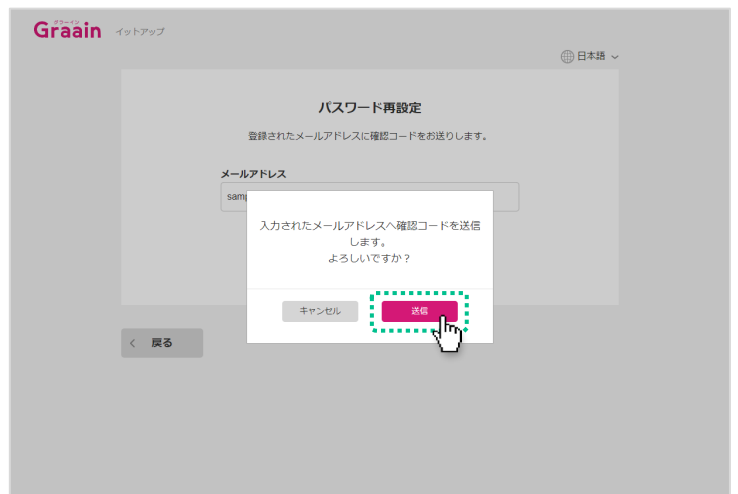 グラーイン
Graain イットアップ
日本語
パスワード再設定
登録されたメールアドレスに確認コードをお送りします。
メールアドレス
samp
入力されたメールアドレスへ確認コードを送信
します。
よろしいですか？
キャンセル 送信
戻る